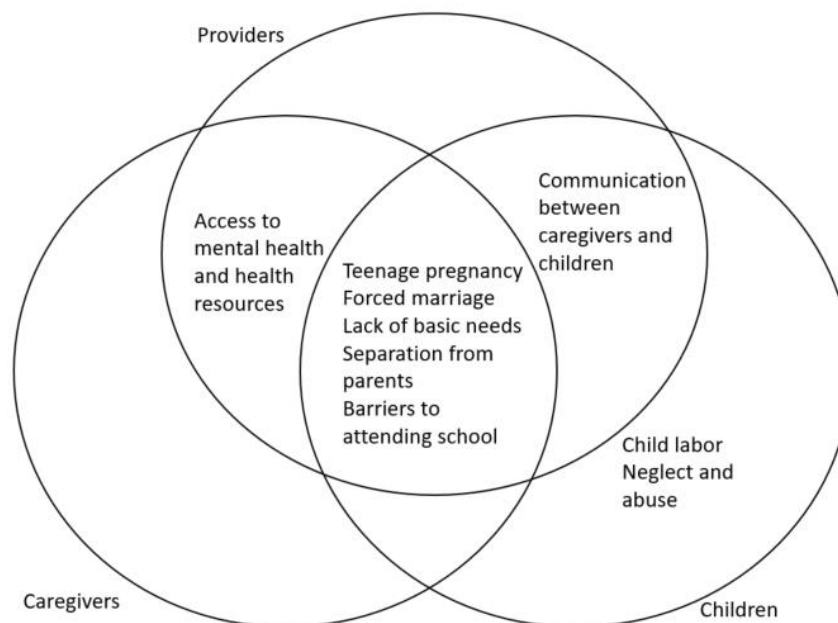 Providers
Communication
between
caregivers and
children
Access to
mental health
and health
resources
Teenage pregnancy
Forced marriage
Lack of basic needs
Separation from
parents
Barriers to
attending school
Child labor
Neglect and
abuse
Caregivers
Children